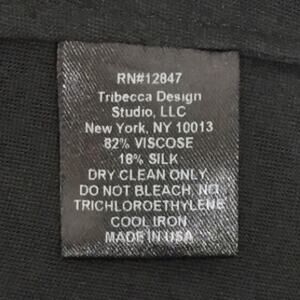 RN#12847
Tribecca Design
Studio, LLC
New York, NY 10013
82% VISCOSE
18% SILK
DRY CLEAN ONLY
DO NOT BLEACH, NO
TRICHLOROETHYLENE
COOL IRON
MADE IN USA